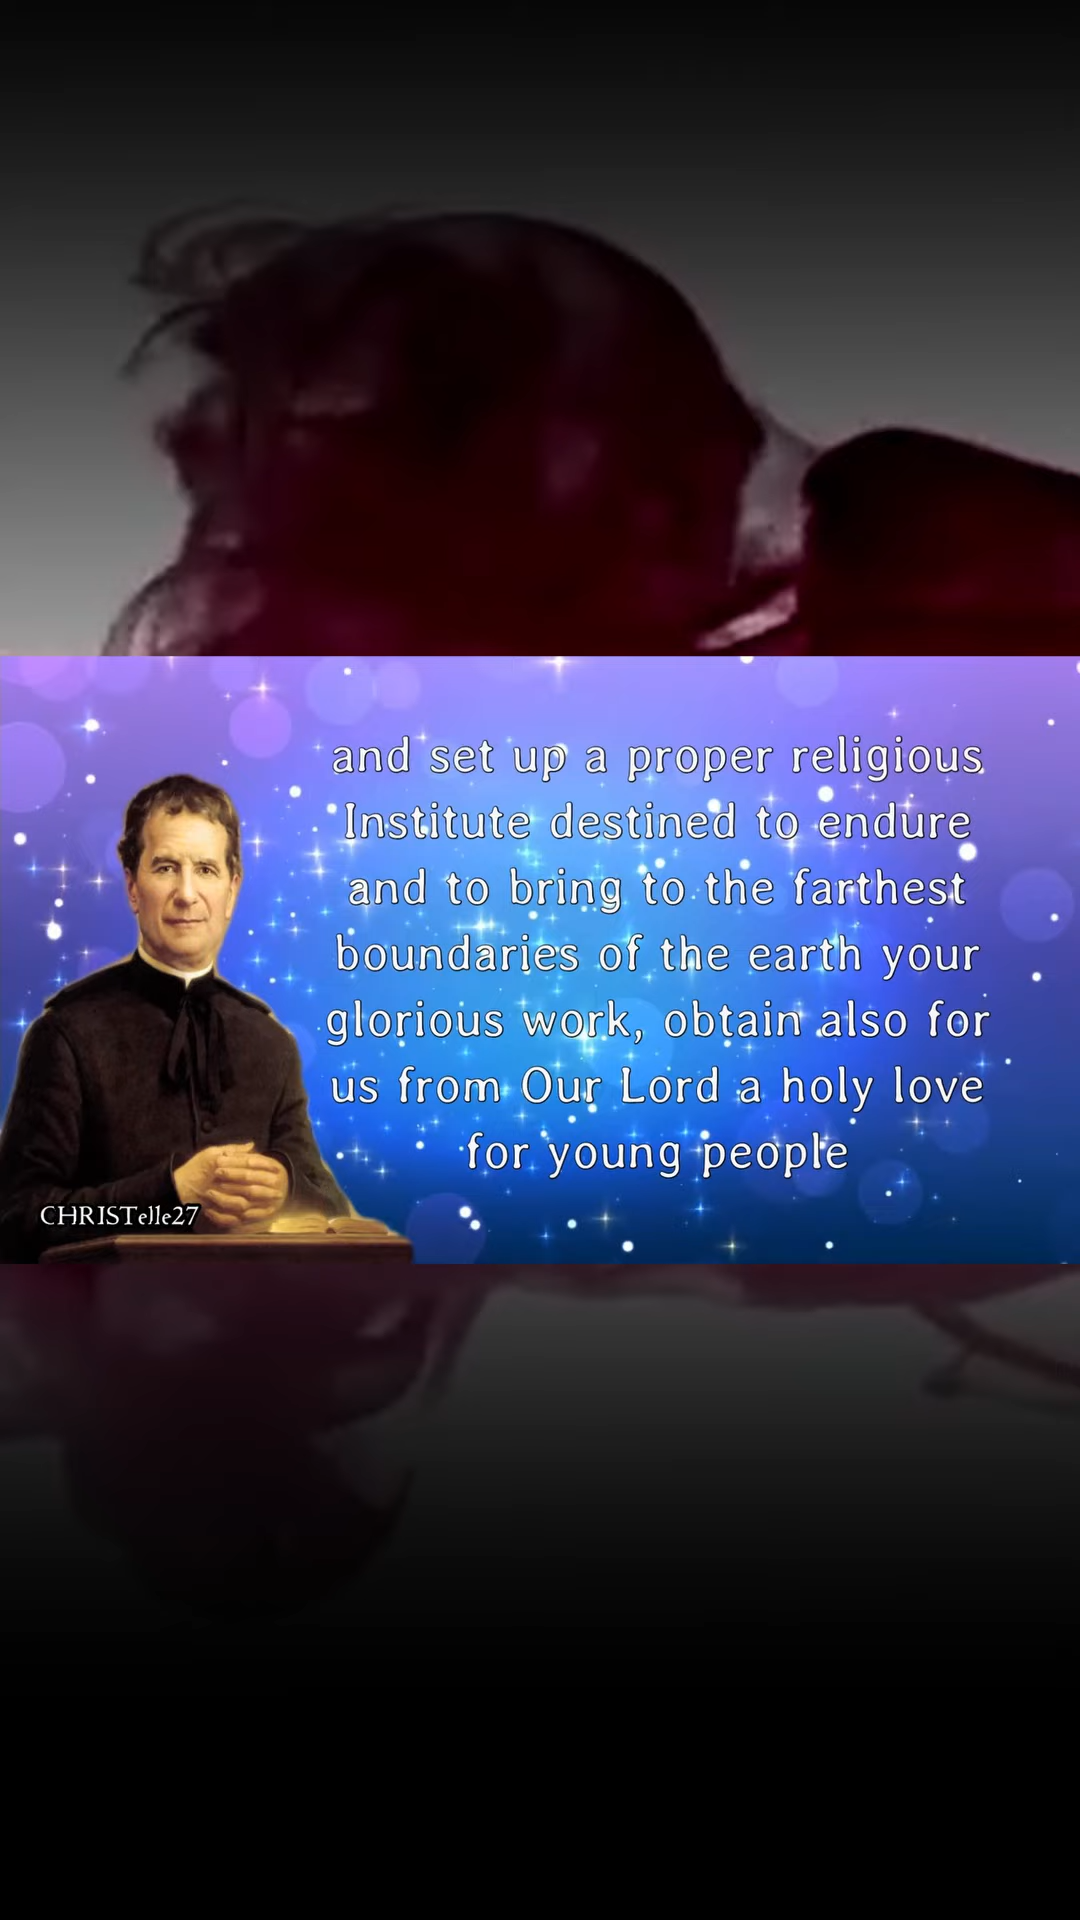 and set up a proper religious
Institute destined to endure
and to bring to the farthest
boundaries of the earth your
glorious work, obtain also for
us from Our Lord a holy love
for young people
CHRISTelle27